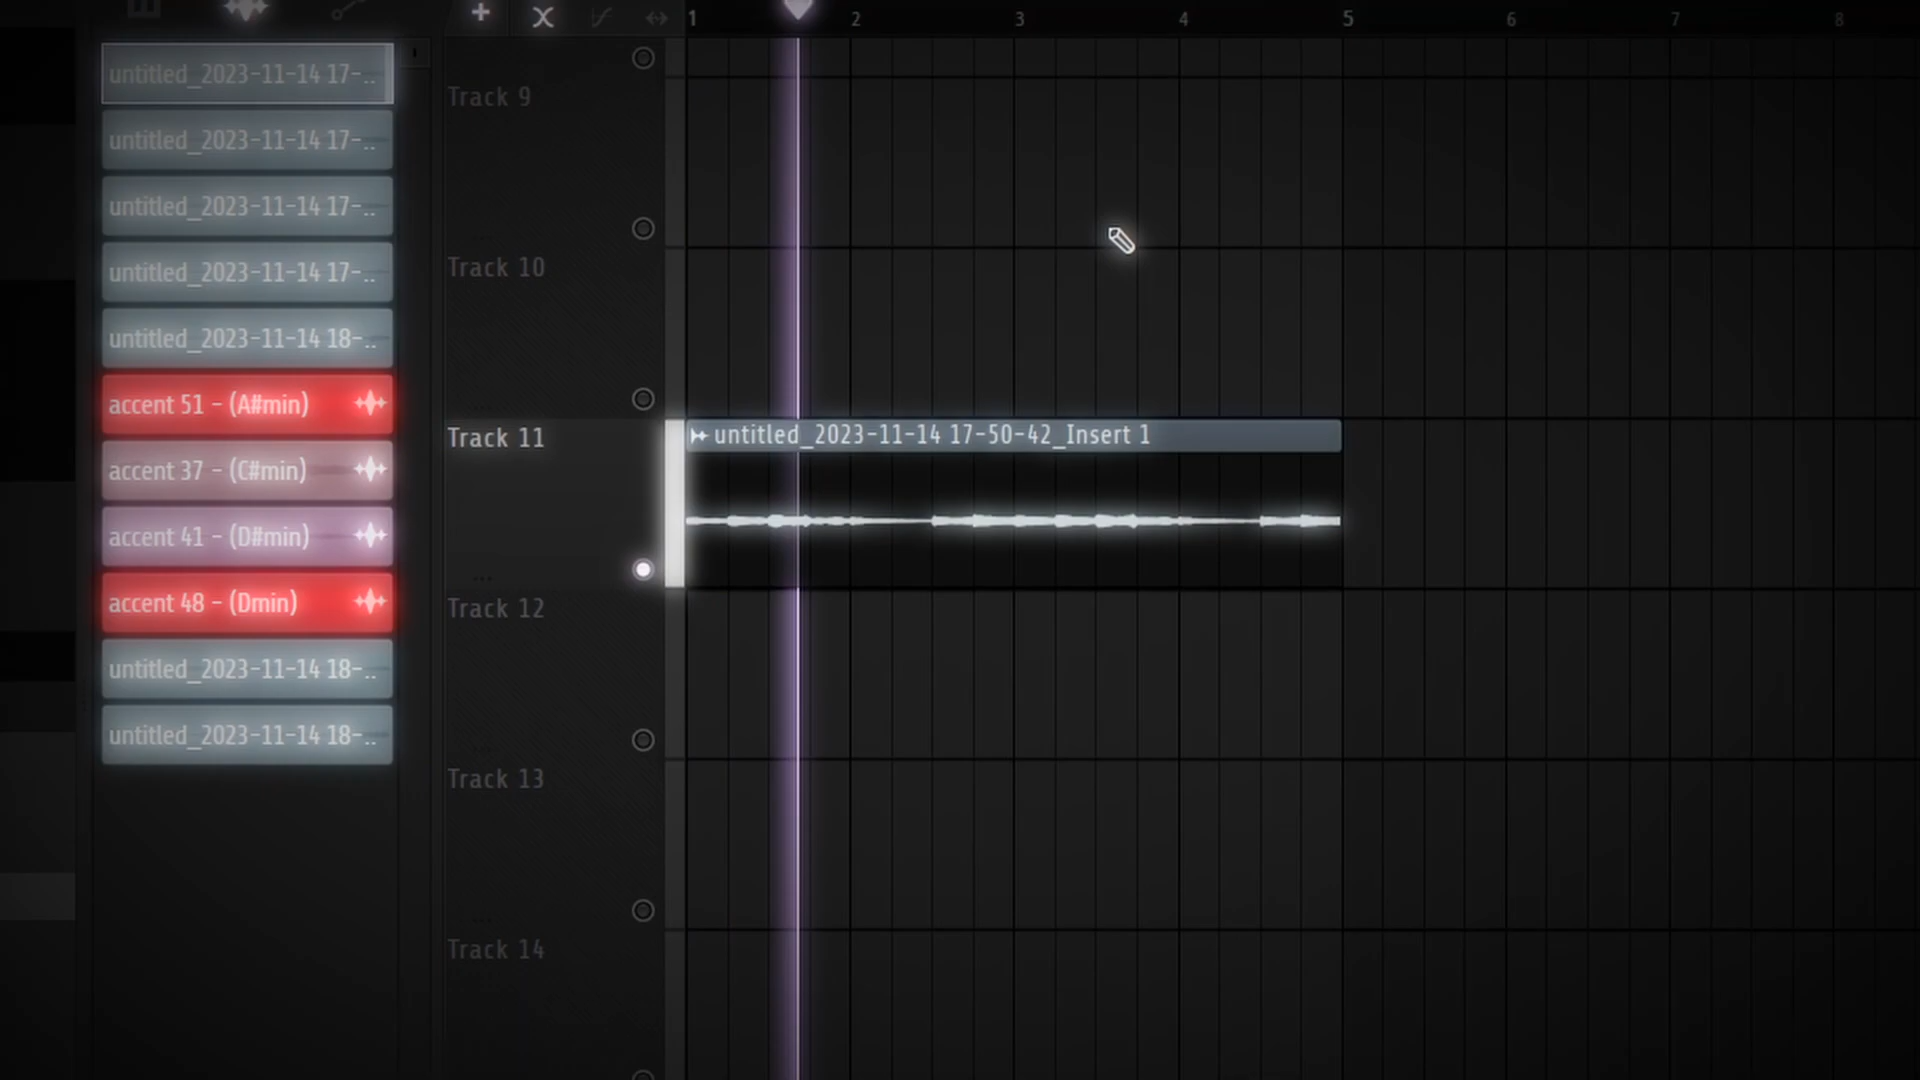 1 2 3 4 5 6 7 8
untitled_2023-11-14 17-..
untitled_2023-11-14 17-..
untitled_2023-11-14 17-..
untitled_2023-11-14 17-..
untitled_2023-11-14 18-..
accent 51 - (A#min)
accent 37 - (C#min)
accent 41 - (D#min)
accent 48 - (Dmin)
untitled_2023-11-14 18-..
untitled_2023-11-14 18-..
Track 9
Track 10
Track 11
untitled_2023-11-14 17-50-42_Insert 1
Track 12
Track 13
Track 14